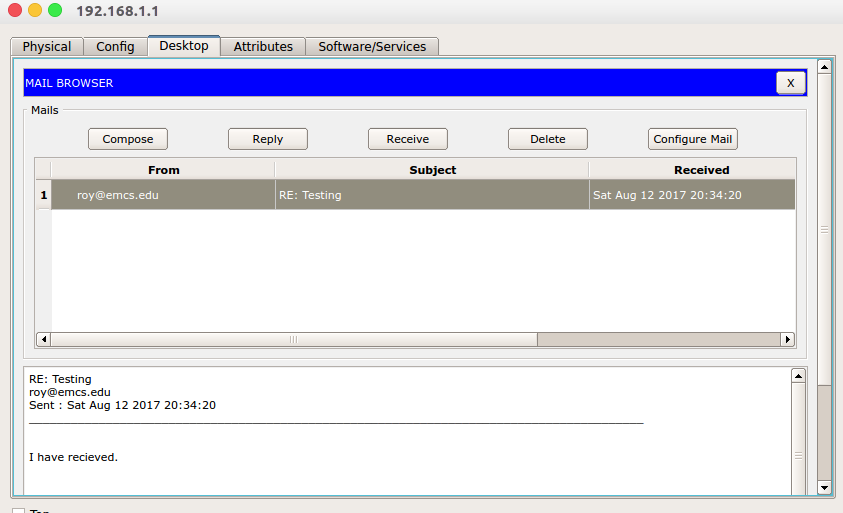 192.168.1.1
Physical Config Desktop Attributes Software/Services
MAIL BROWSER X
Mails
Compose Reply Receive Delete Configure Mail
From Subject Received
1 roy@emcs.edu RE: Testing Sat Aug 12 2017 20:34:20
RE: Testing
roy@emcs.edu
Sent : Sat Aug 12 2017 20:34:20
I have recieved.
Top